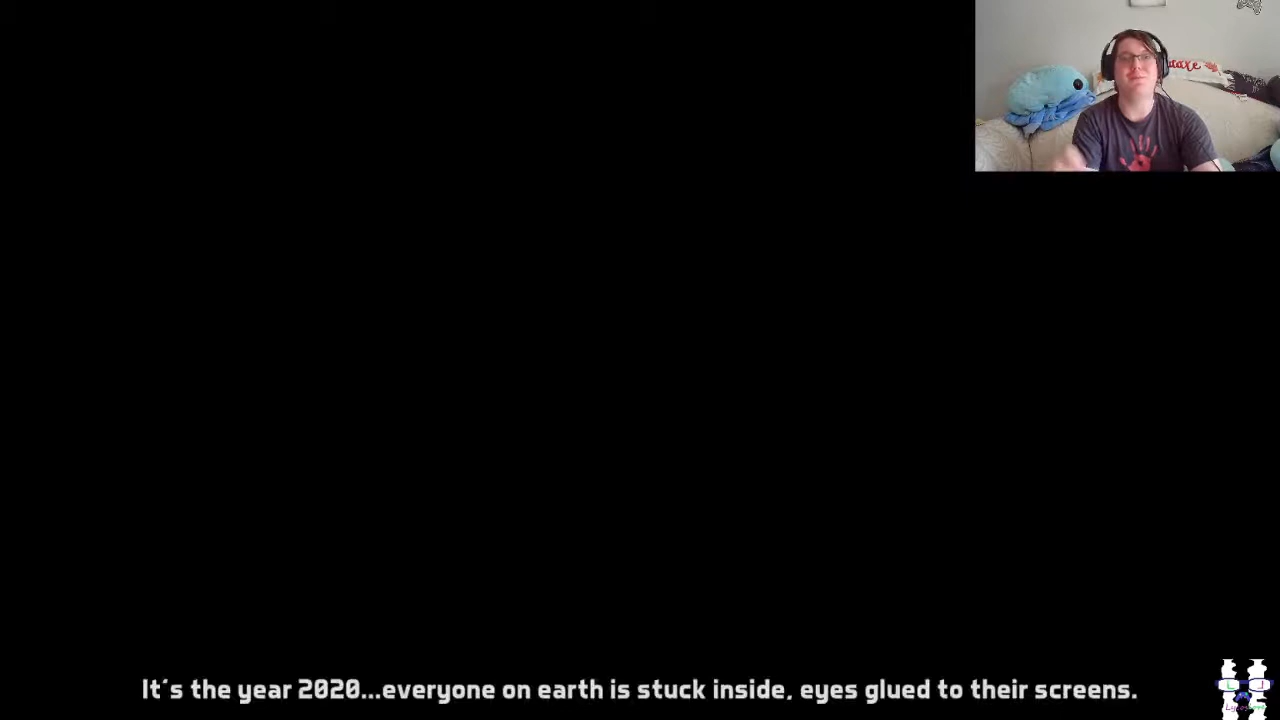 It's the year 2020...everyone on earth is stuck inside, eyes glued to their screens.